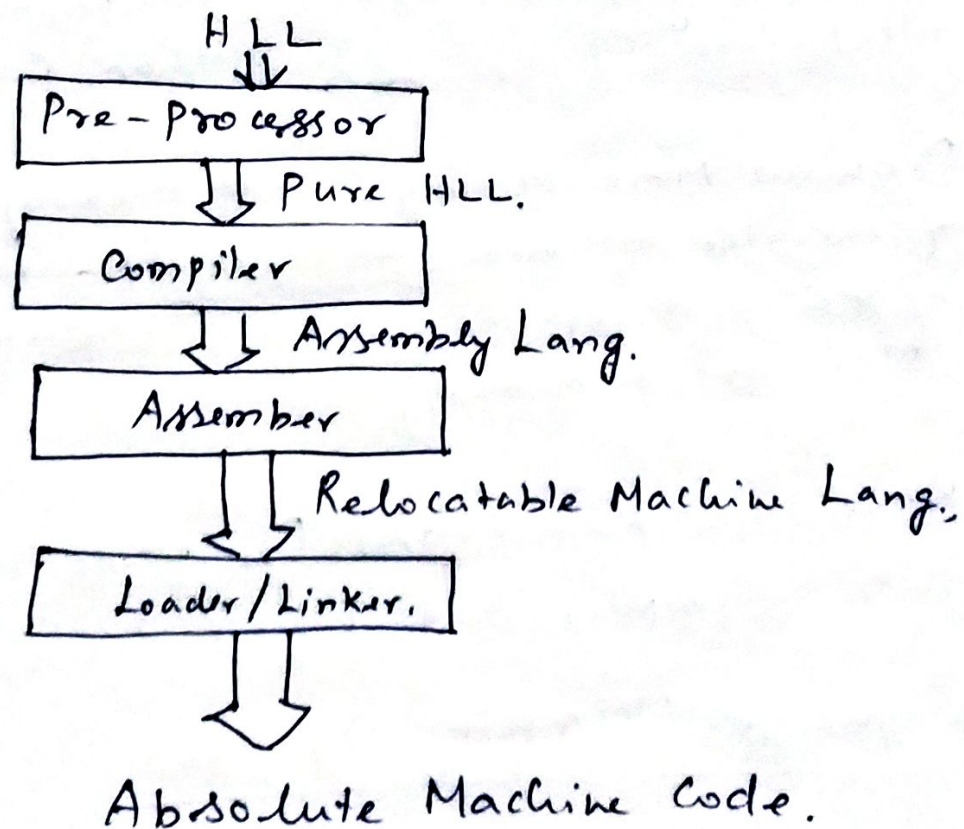 HLL
Pre-Processor
Pure HLL.
Compiler
Assembly Lang.
Assember
Relocatable Machine Lang.,
Loader/Linker.
Absolute Machine Code.